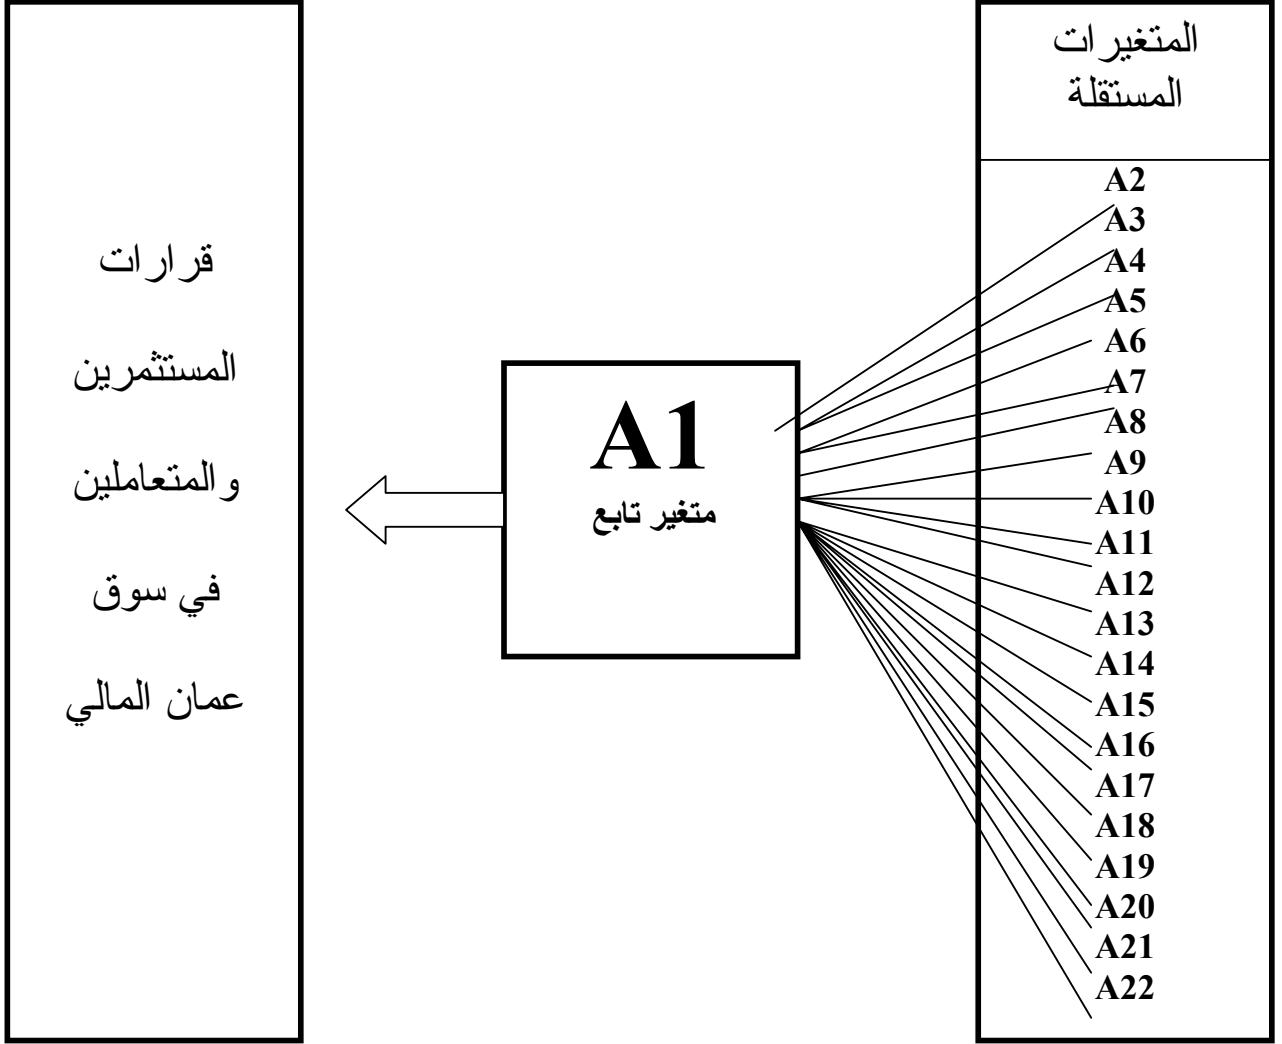 المتغيرات
المستقلة
A2
A3
A4
A5
A6
A7
A8
A9
A10
A11
A12
A13
A14
A15
A16
A17
A18
A19
A20
A21
A22
A1
متغير تابع
قرارات
المستثمرين
والمتعاملين
في سوق
عمان المالي